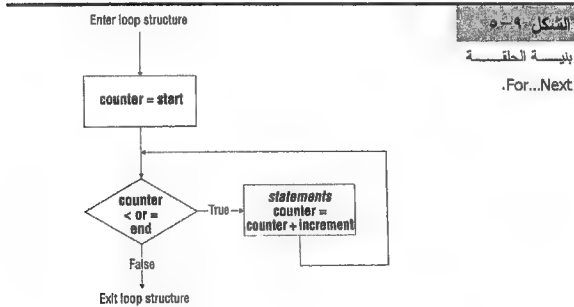 Enter loop structure
counter = start
counter
< or =
end
True
statements
counter =
counter + increment
False
Exit loop structure
الشكل ٩-٥
بنيـــة الحلقـــــة
For...Next.